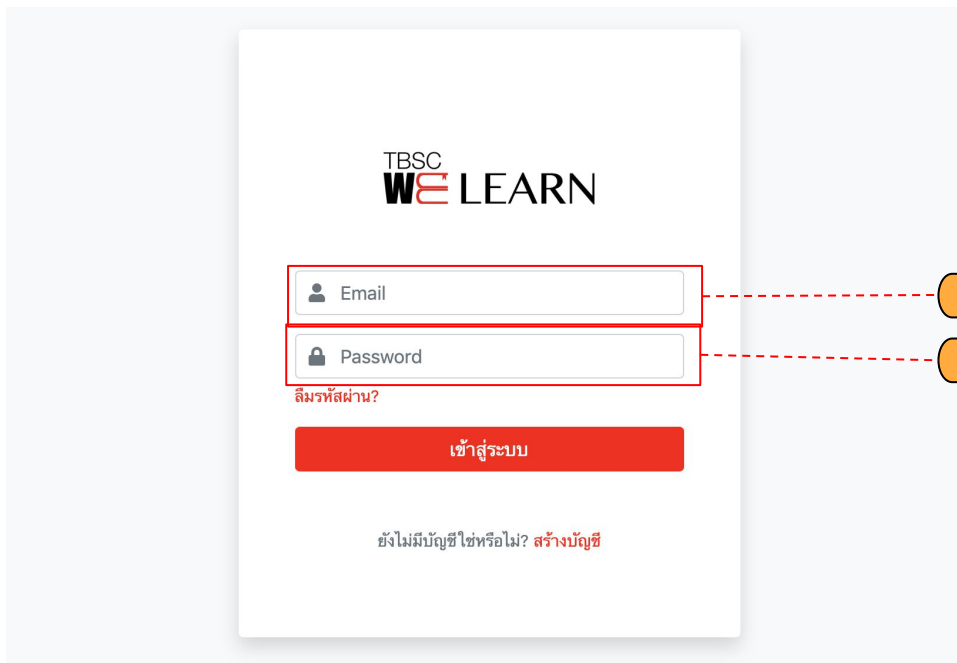 TBSC
WE LEARN
Email
Password
ลืมรหัสผ่าน?
เข้าสู่ระบบ
ยังไม่มีบัญชีใช่หรือไม่? สร้างบัญชี